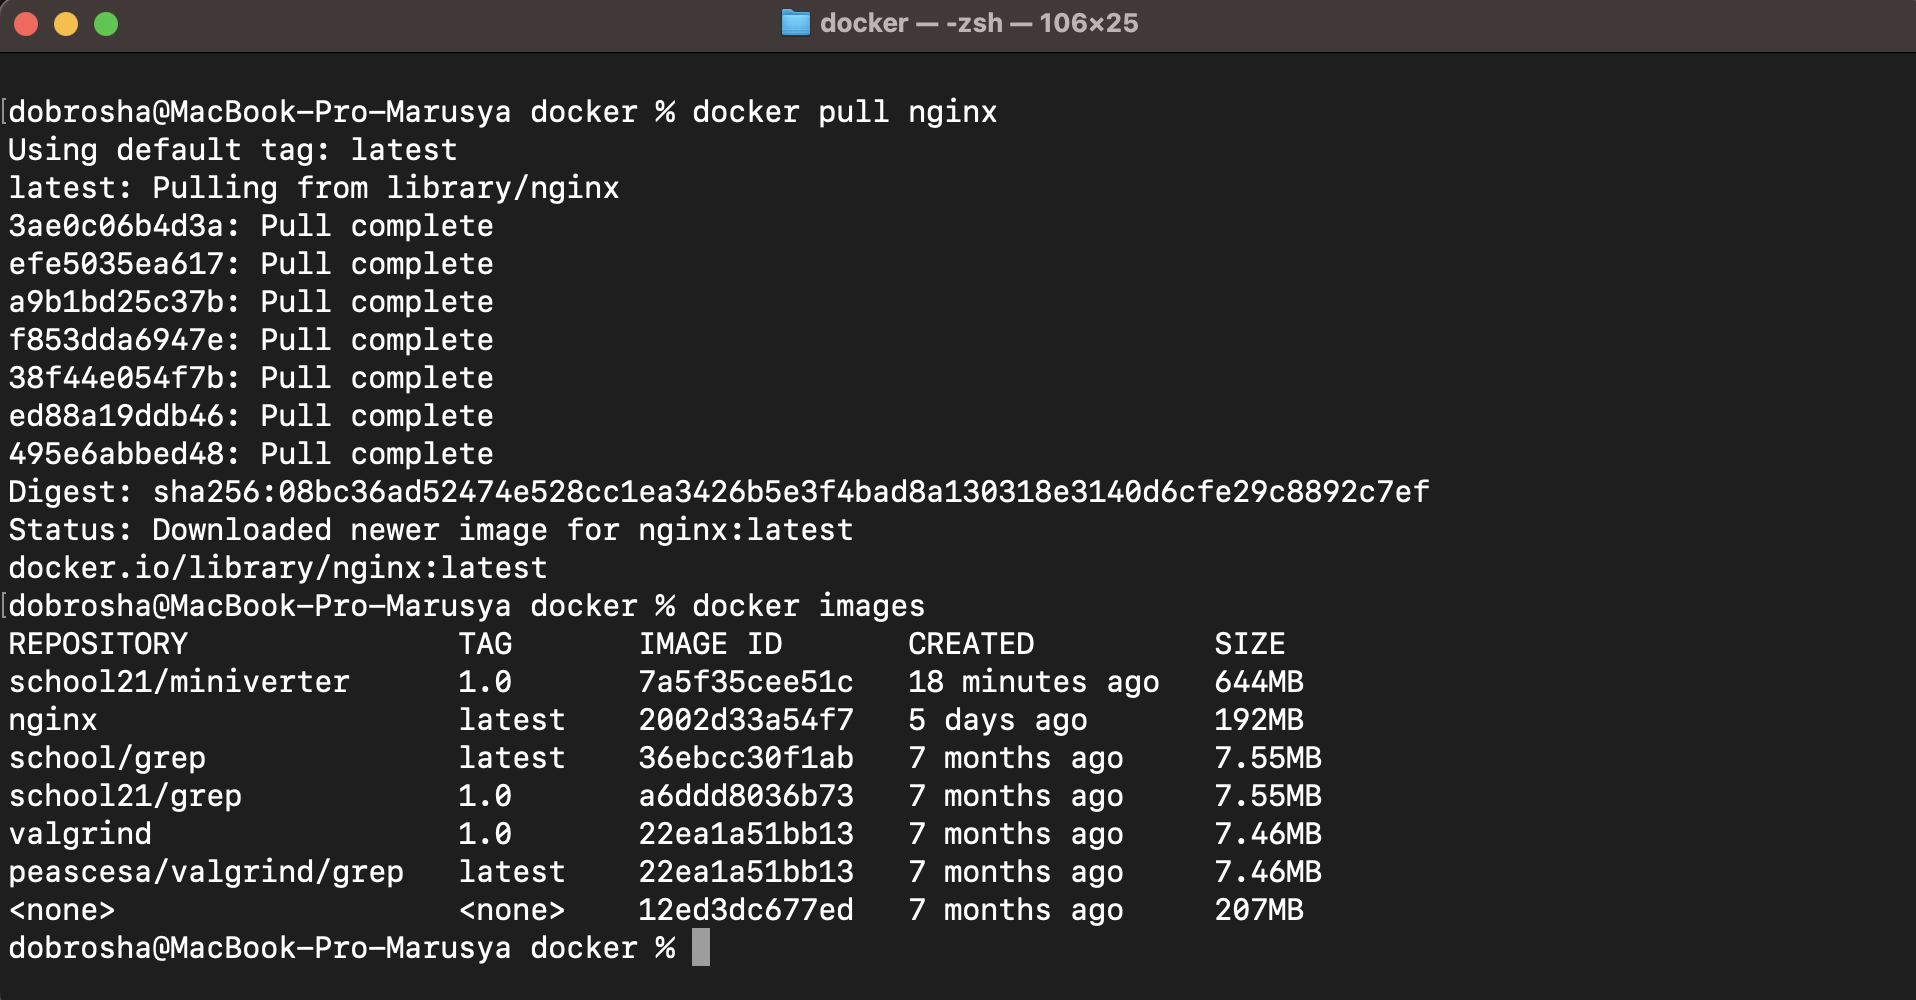 docker — -zsh — 106×25
dobrosha@MacBook-Pro-Marusya docker % docker pull nginx
Using default tag: latest
latest: Pulling from library/nginx
3ae0c06b4d3a: Pull complete
efe5035ea617: Pull complete
a9b1bd25c37b: Pull complete
f853dda6947e: Pull complete
38f44e054f7b: Pull complete
ed88a19ddb46: Pull complete
495e6abbed48: Pull complete
Digest: sha256:08bc36ad52474e528cc1ea3426b5e3f4bad8a130318e3140d6cfe29c8892c7ef
Status: Downloaded newer image for nginx:latest
docker.io/library/nginx:latest
dobrosha@MacBook-Pro-Marusya docker % docker images
REPOSITORY TAG IMAGE ID CREATED SIZE
school21/miniverter 1.0 7a5f35cee51c 18 minutes ago 644MB
nginx latest 2002d33a54f7 5 days ago 192MB
school/grep latest 36ebcc30f1ab 7 months ago 7.55MB
school21/grep 1.0 a6ddd8036b73 7 months ago 7.55MB
valgrind 1.0 22ea1a51bb13 7 months ago 7.46MB
peascesa/valgrind/grep latest 22ea1a51bb13 7 months ago 7.46MB
<none> <none> 12ed3dc677ed 7 months ago 207MB
dobrosha@MacBook-Pro-Marusya docker %